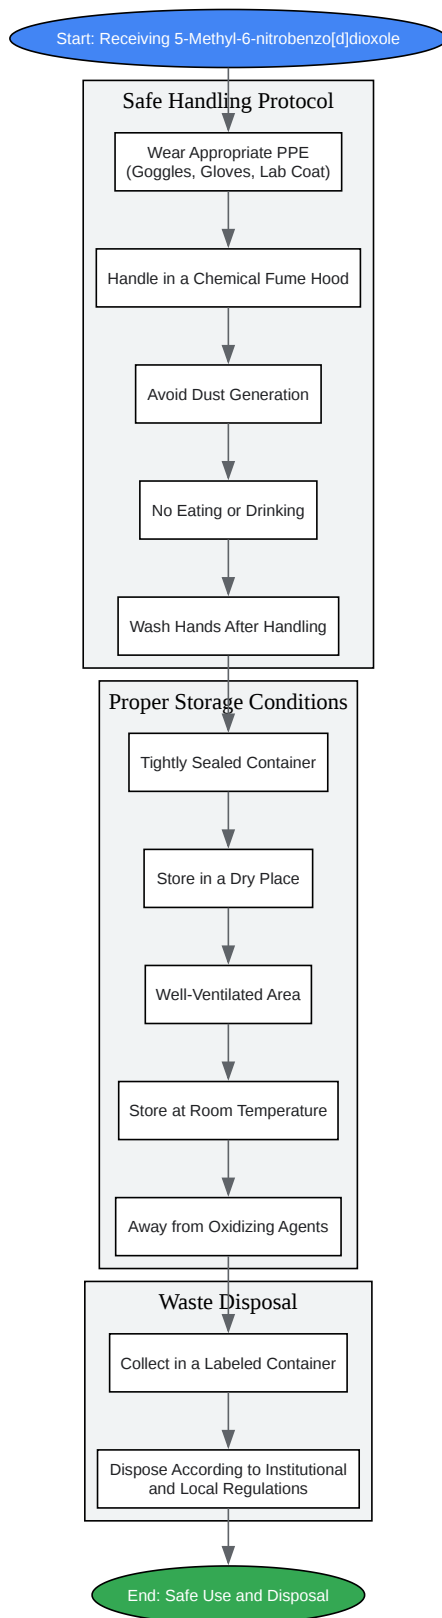 Start: Receiving 5-Methyl-6-nitrobenzo[d]dioxole
Safe Handling Protocol
Wear Appropriate PPE
(Goggles, Gloves, Lab Coat)
Handle in a Chemical Fume Hood
Avoid Dust Generation
No Eating or Drinking
Wash Hands After Handling
Proper Storage Conditions
Tightly Sealed Container
Store in a Dry Place
Well-Ventilated Area
Store at Room Temperature
Away from Oxidizing Agents
Waste Disposal
Collect in a Labeled Container
Dispose According to Institutional
and Local Regulations
End: Safe Use and Disposal